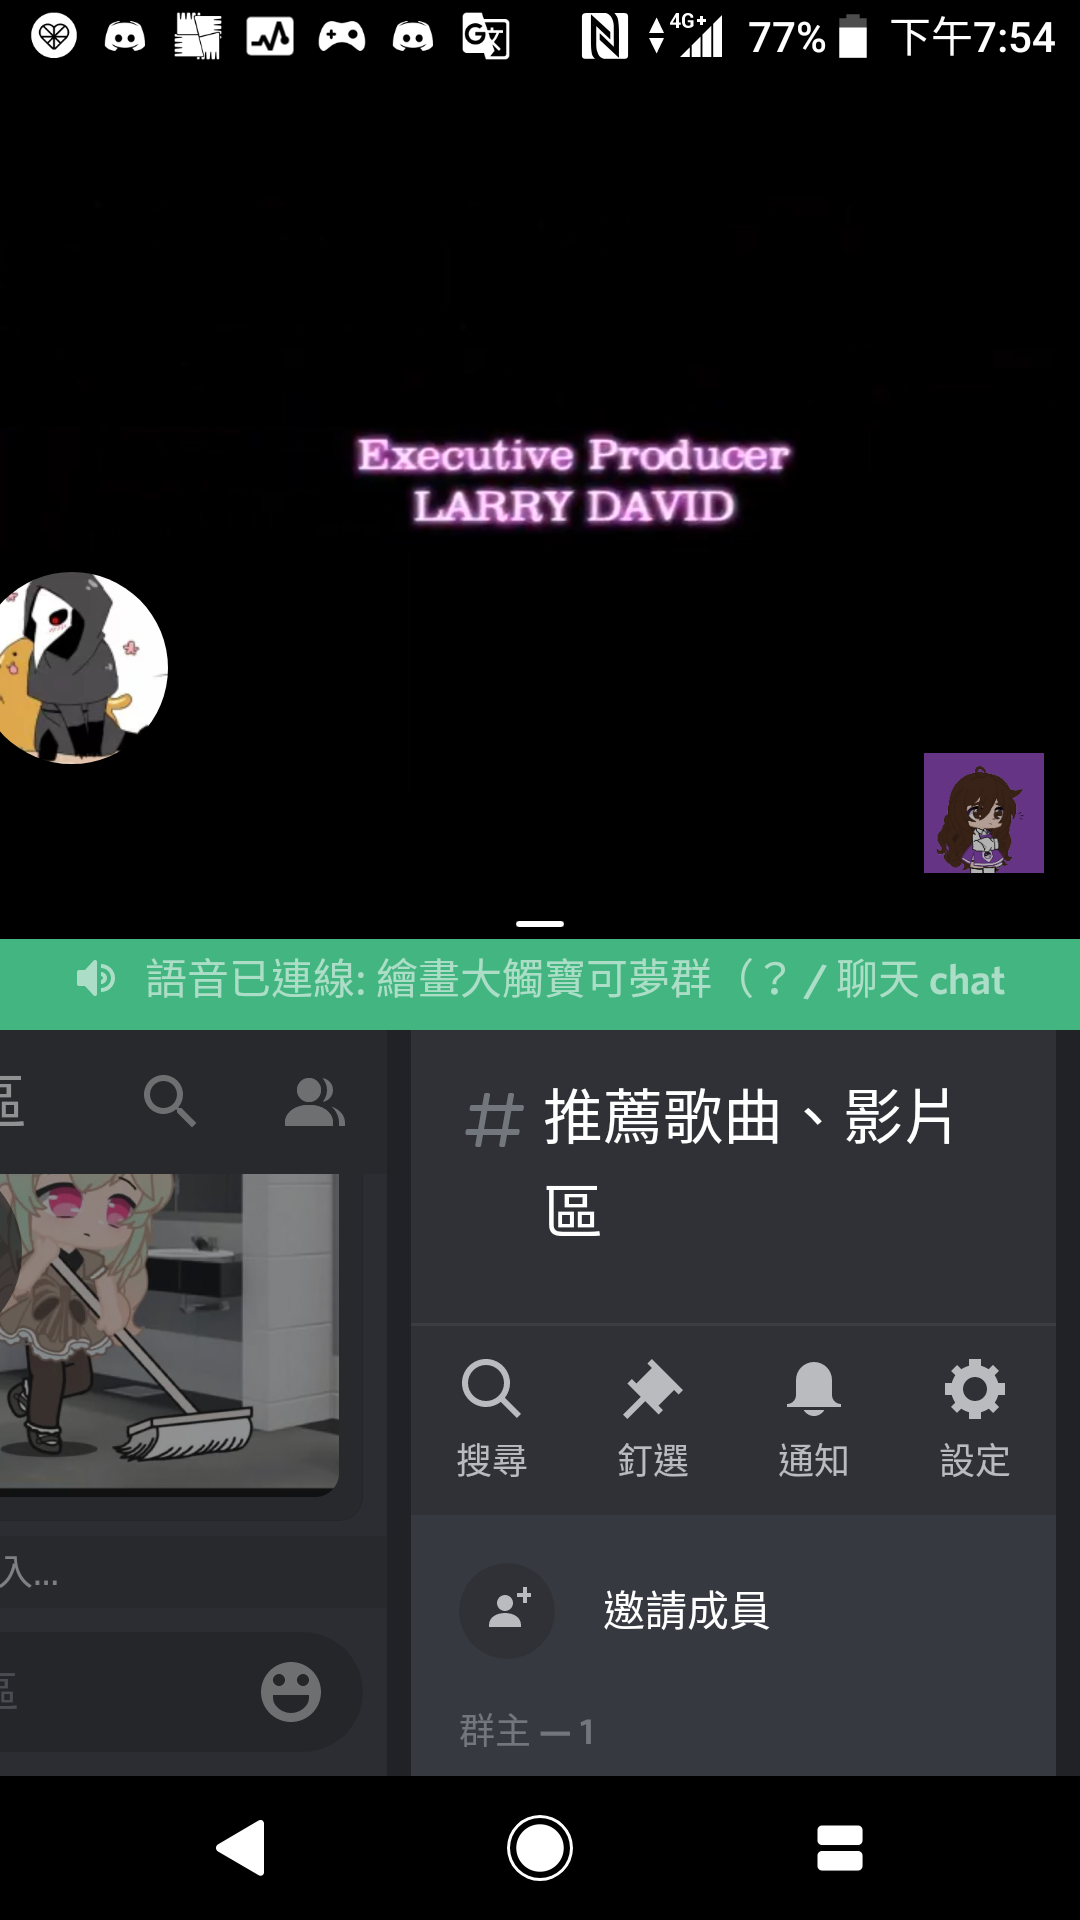 4G+ 77% 下午7:54
Executive Producer
LARRY DAVID
語音已連線: 繪畫大觸寶可夢群（？ / 聊天 chat
區
# 推薦歌曲、影片
區
搜尋 釘選 通知 設定
入...
邀請成員
區
群主 — 1